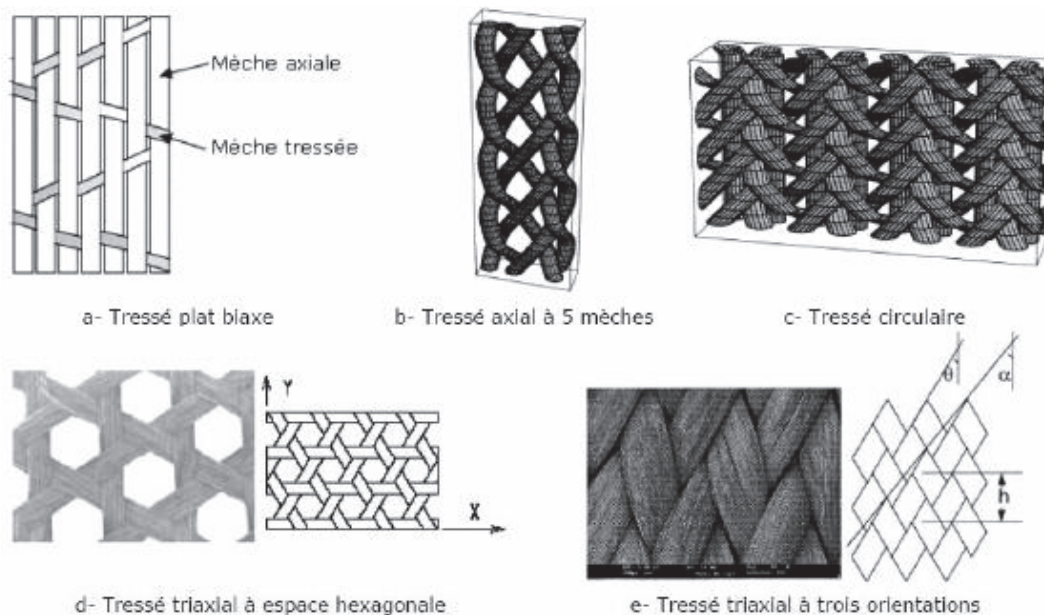 Mèche axiale
Mèche tressée
a- Tressé plat biaxe
b- Tressé axial à 5 mèches
c- Tressé circulaire
Y
X
θ
α
h
d- Tressé triaxial à espace hexagonale
e- Tressé triaxial à trois orientations